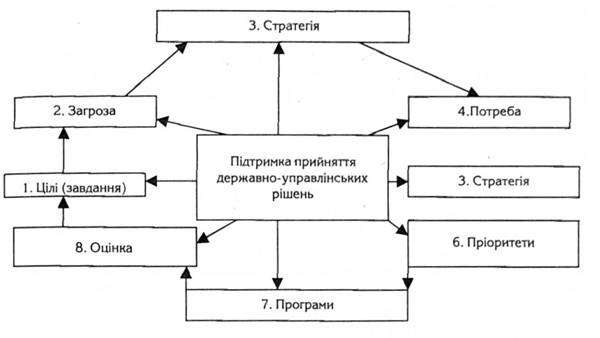 3. Стратегія
2. Загроза
4.Потреба
Підтримка прийняття
державно-управлінських
рішень
1. Цілі (завдання)
3. Стратегія
8. Оцінка
6. Пріоритети
7. Програми